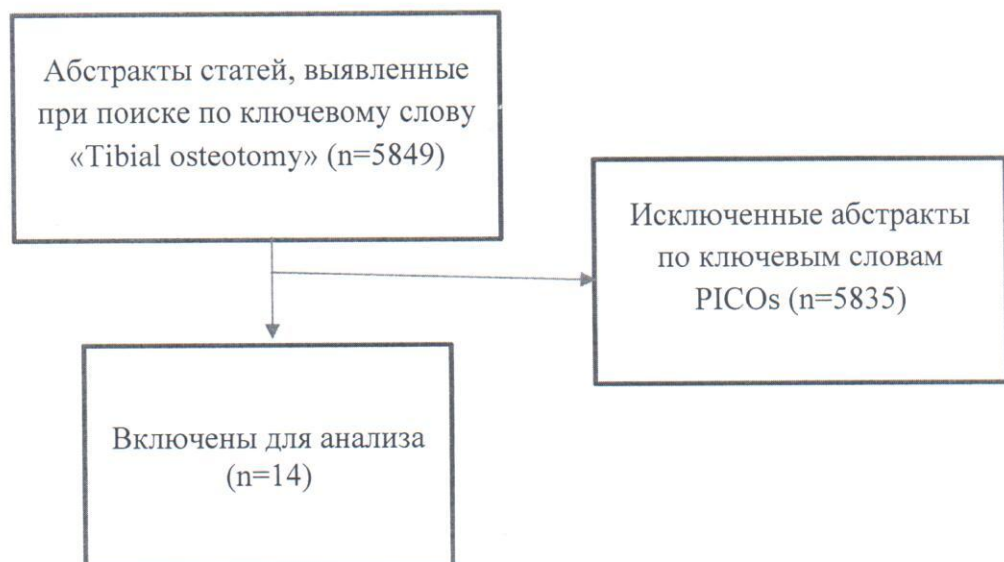 Абстракты статей, выявленные
при поиске по ключевому слову
«Tibial osteotomy» (n=5849)
Исключенные абстракты
по ключевым словам
PICOs (n=5835)
Включены для анализа
(n=14)